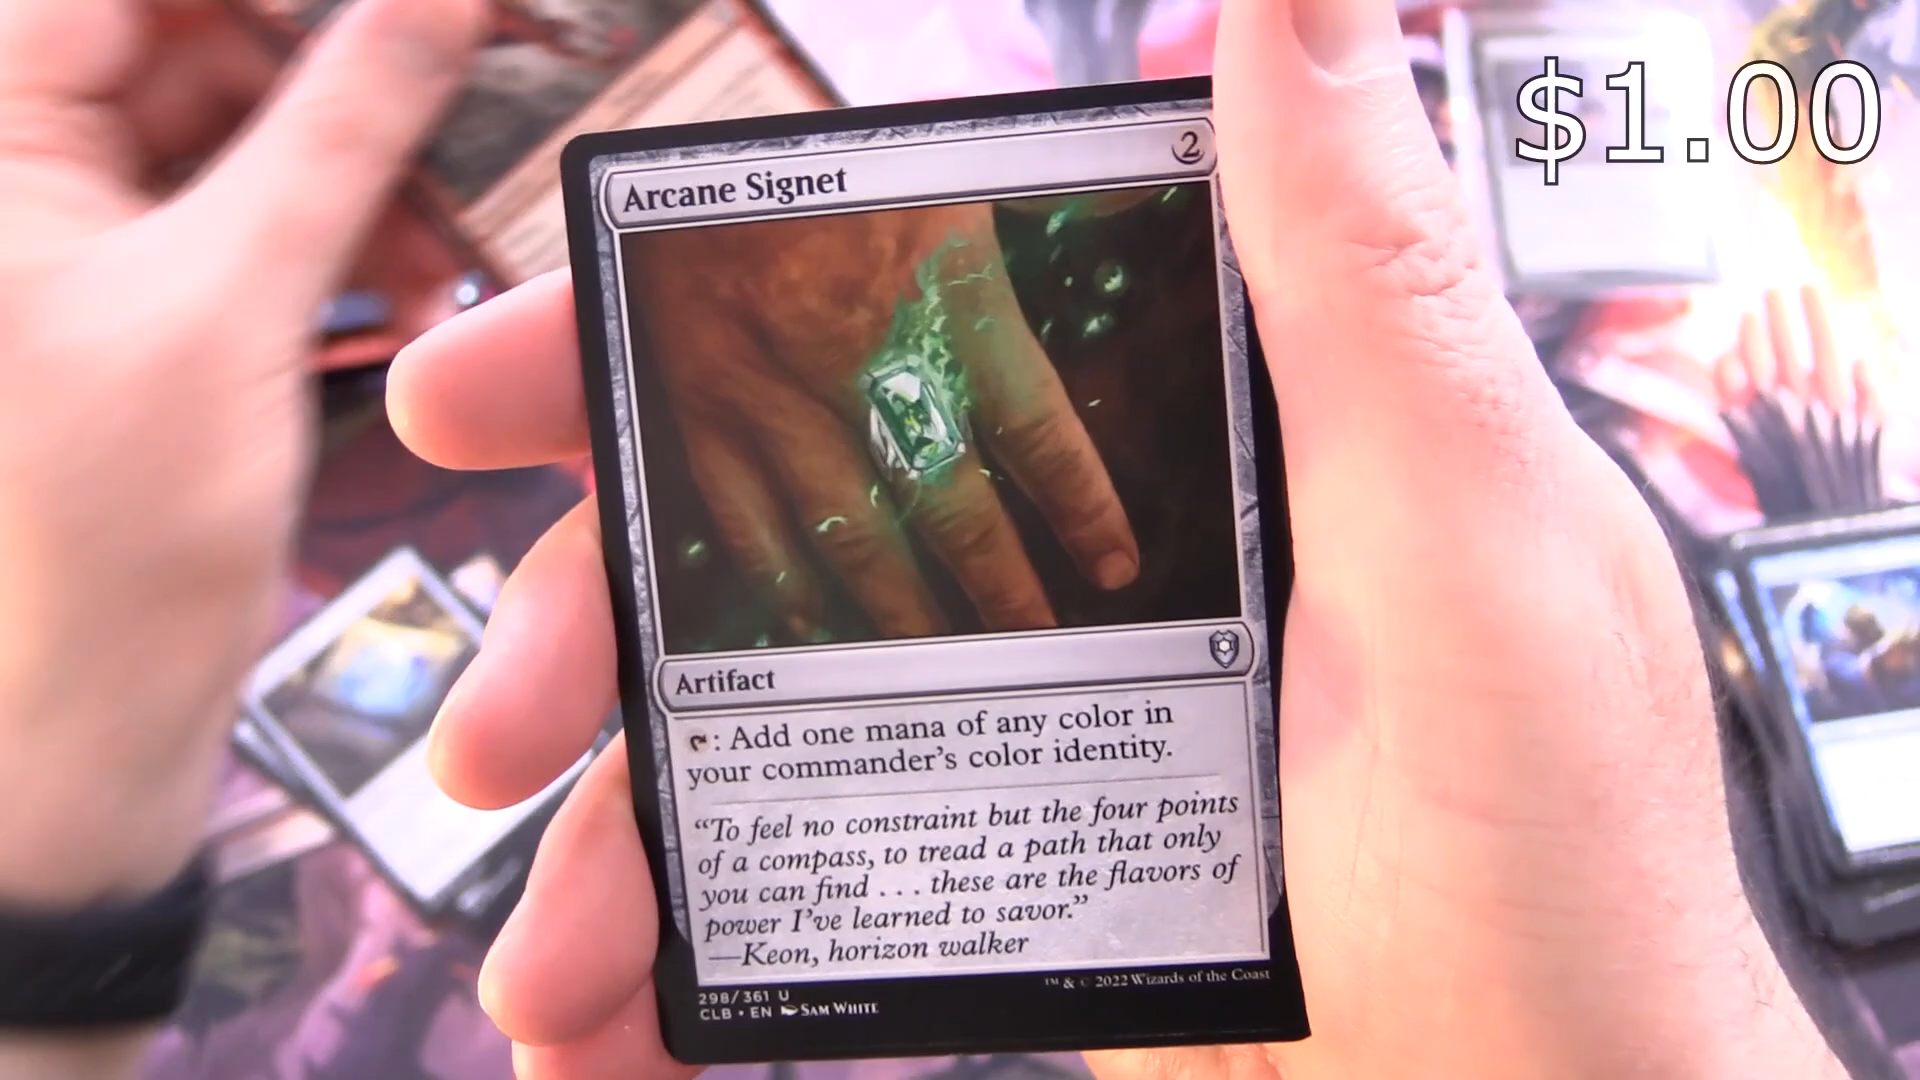 $1.00
Arcane Signet 2
Artifact
: Add one mana of any color in
your commander's color identity.
“To feel no constraint but the four points
of a compass, to tread a path that only
you can find . . . these are the flavors of
power I've learned to savor.”
—Keon, horizon walker
298/361 U
CLB • EN SAM WHITE
™ & © 2022 Wizards of the Coast